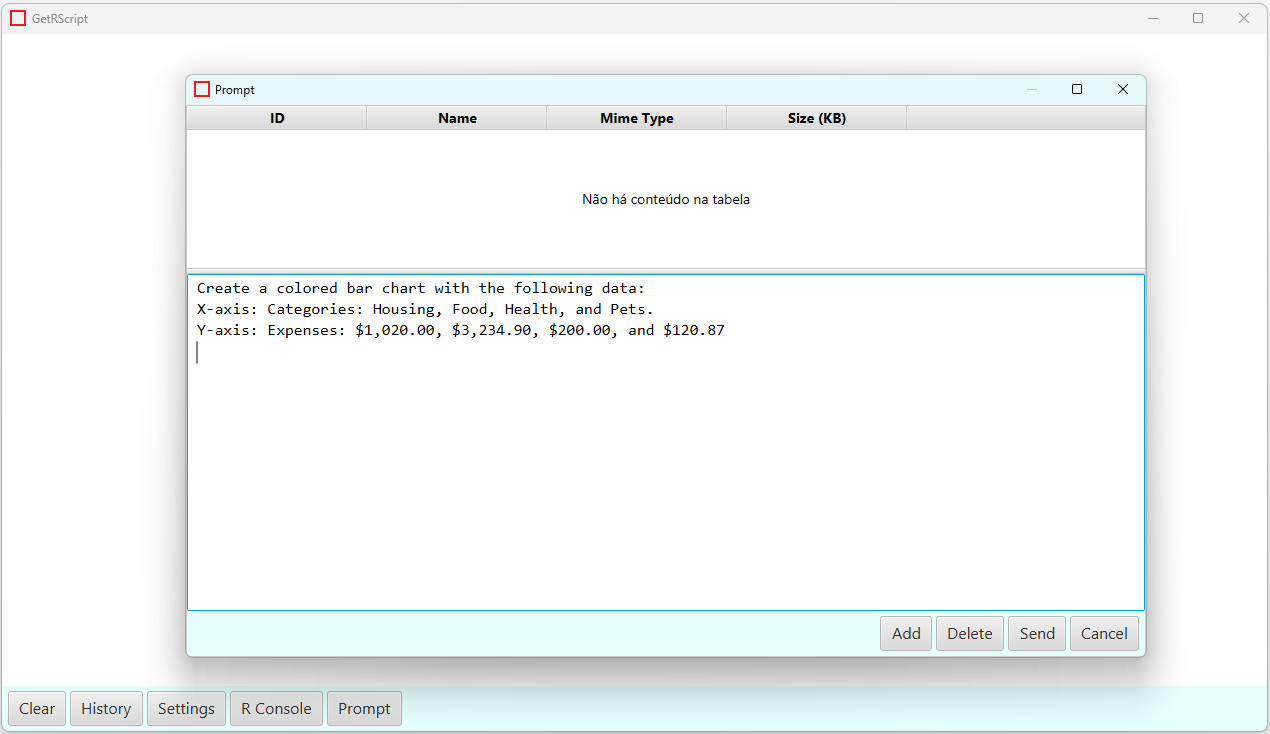 GetRScript
Prompt
ID Name Mime Type Size (KB)
Não há conteúdo na tabela
Create a colored bar chart with the following data:
X-axis: Categories: Housing, Food, Health, and Pets.
Y-axis: Expenses: $1,020.00, $3,234.90, $200.00, and $120.87
Add Delete Send Cancel
Clear History Settings R Console Prompt